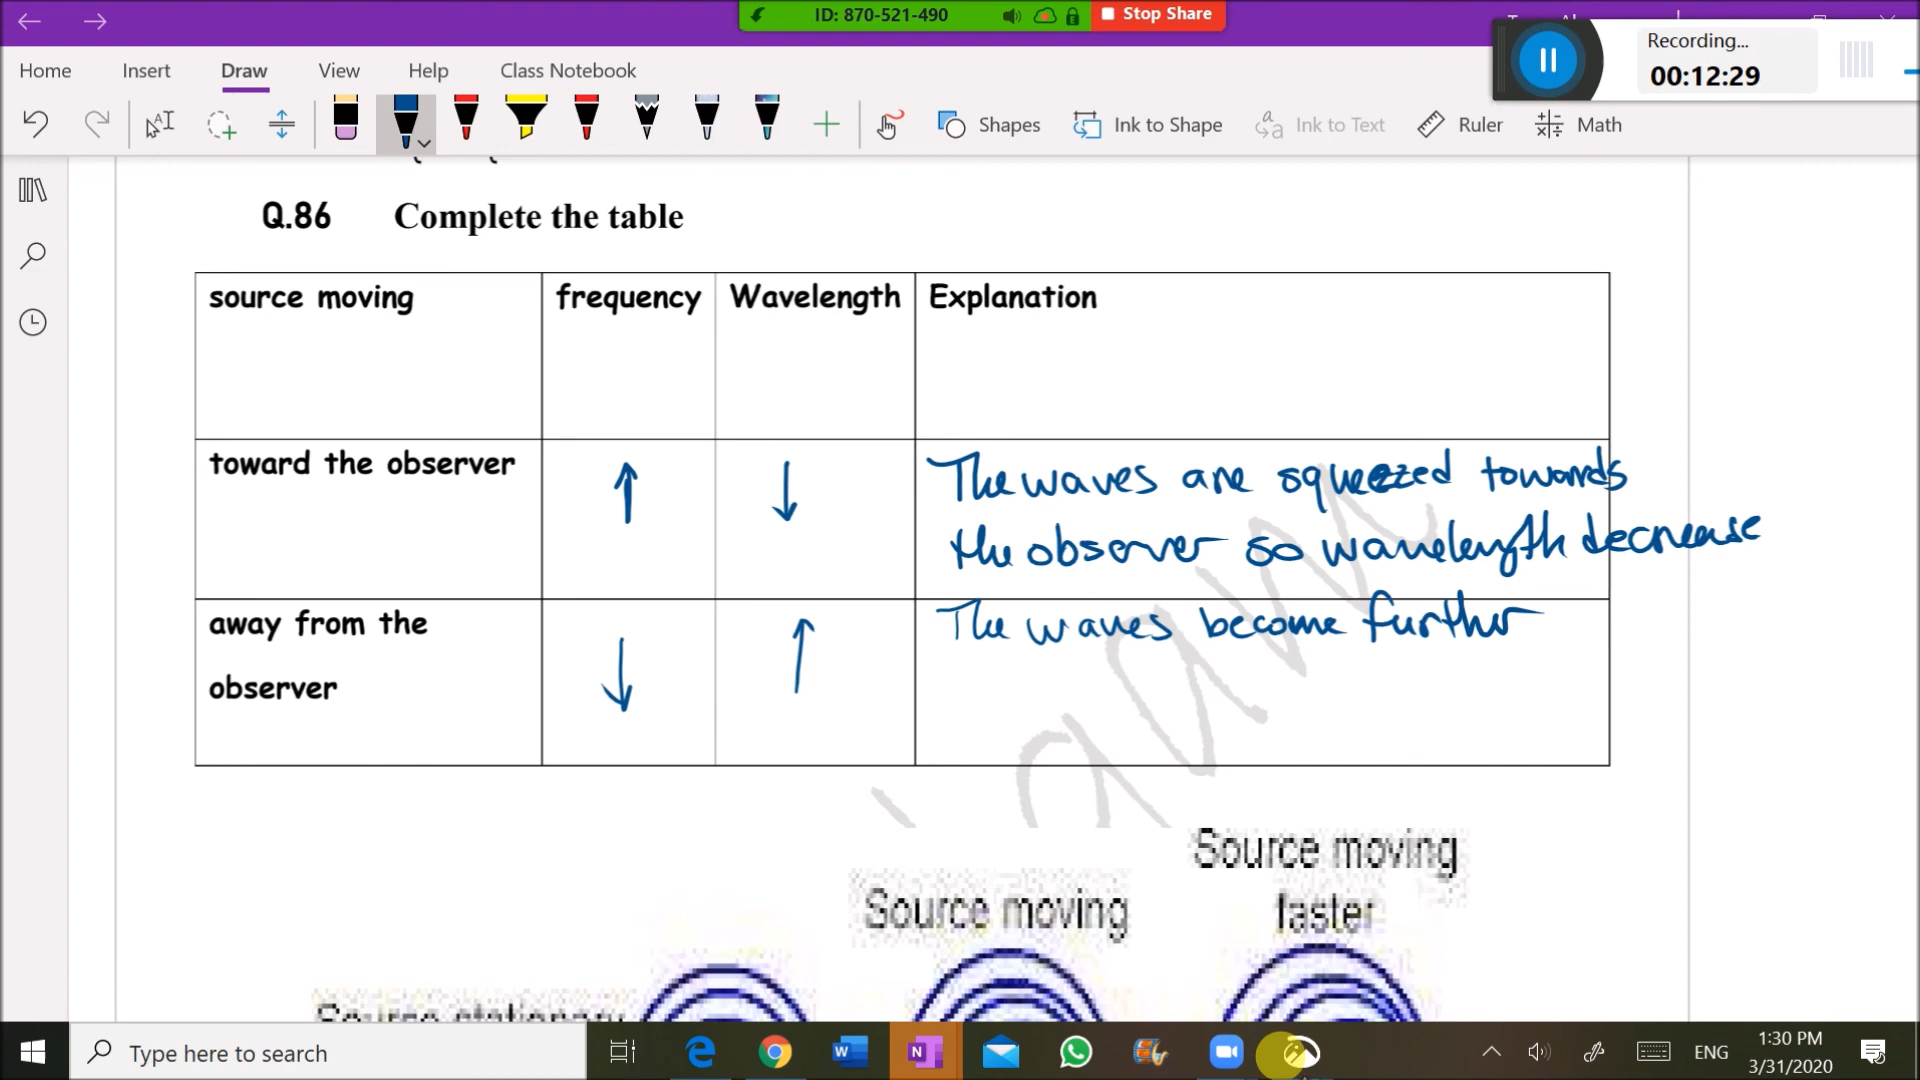 ID: 870-521-490
Stop Share
Recording...
00:12:29
Home Insert Draw View Help Class Notebook
Shapes Ink to Shape Ink to Text Ruler Math
Q.86 Complete the table
source moving frequency Wavelength Explanation
toward the observer ↑ ↓ The waves are squeezed towards
the observer so wavelength decrease
away from the ↓ ↑ The waves become further
observer
Source moving
faster
Source moving
Source stationary
Type here to search
ENG
1:30 PM
3/31/2020